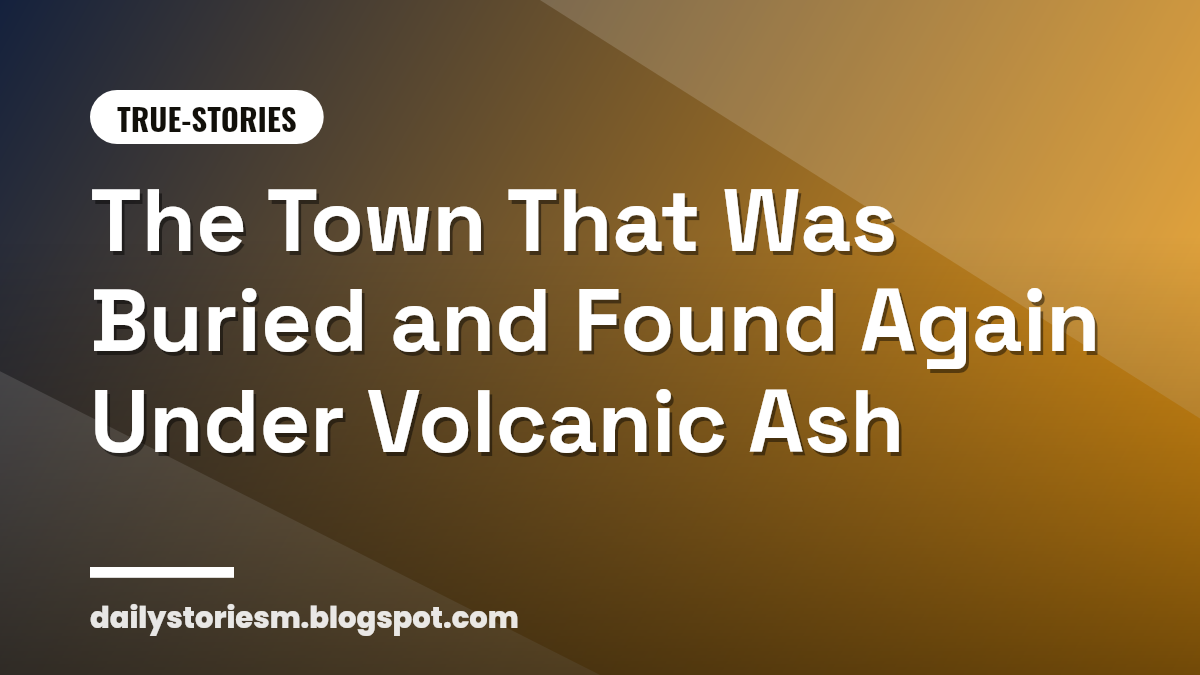 TRUE-STORIES
The Town That Was
Buried and Found Again
Under Volcanic Ash
dailystoriesm.blogspot.com